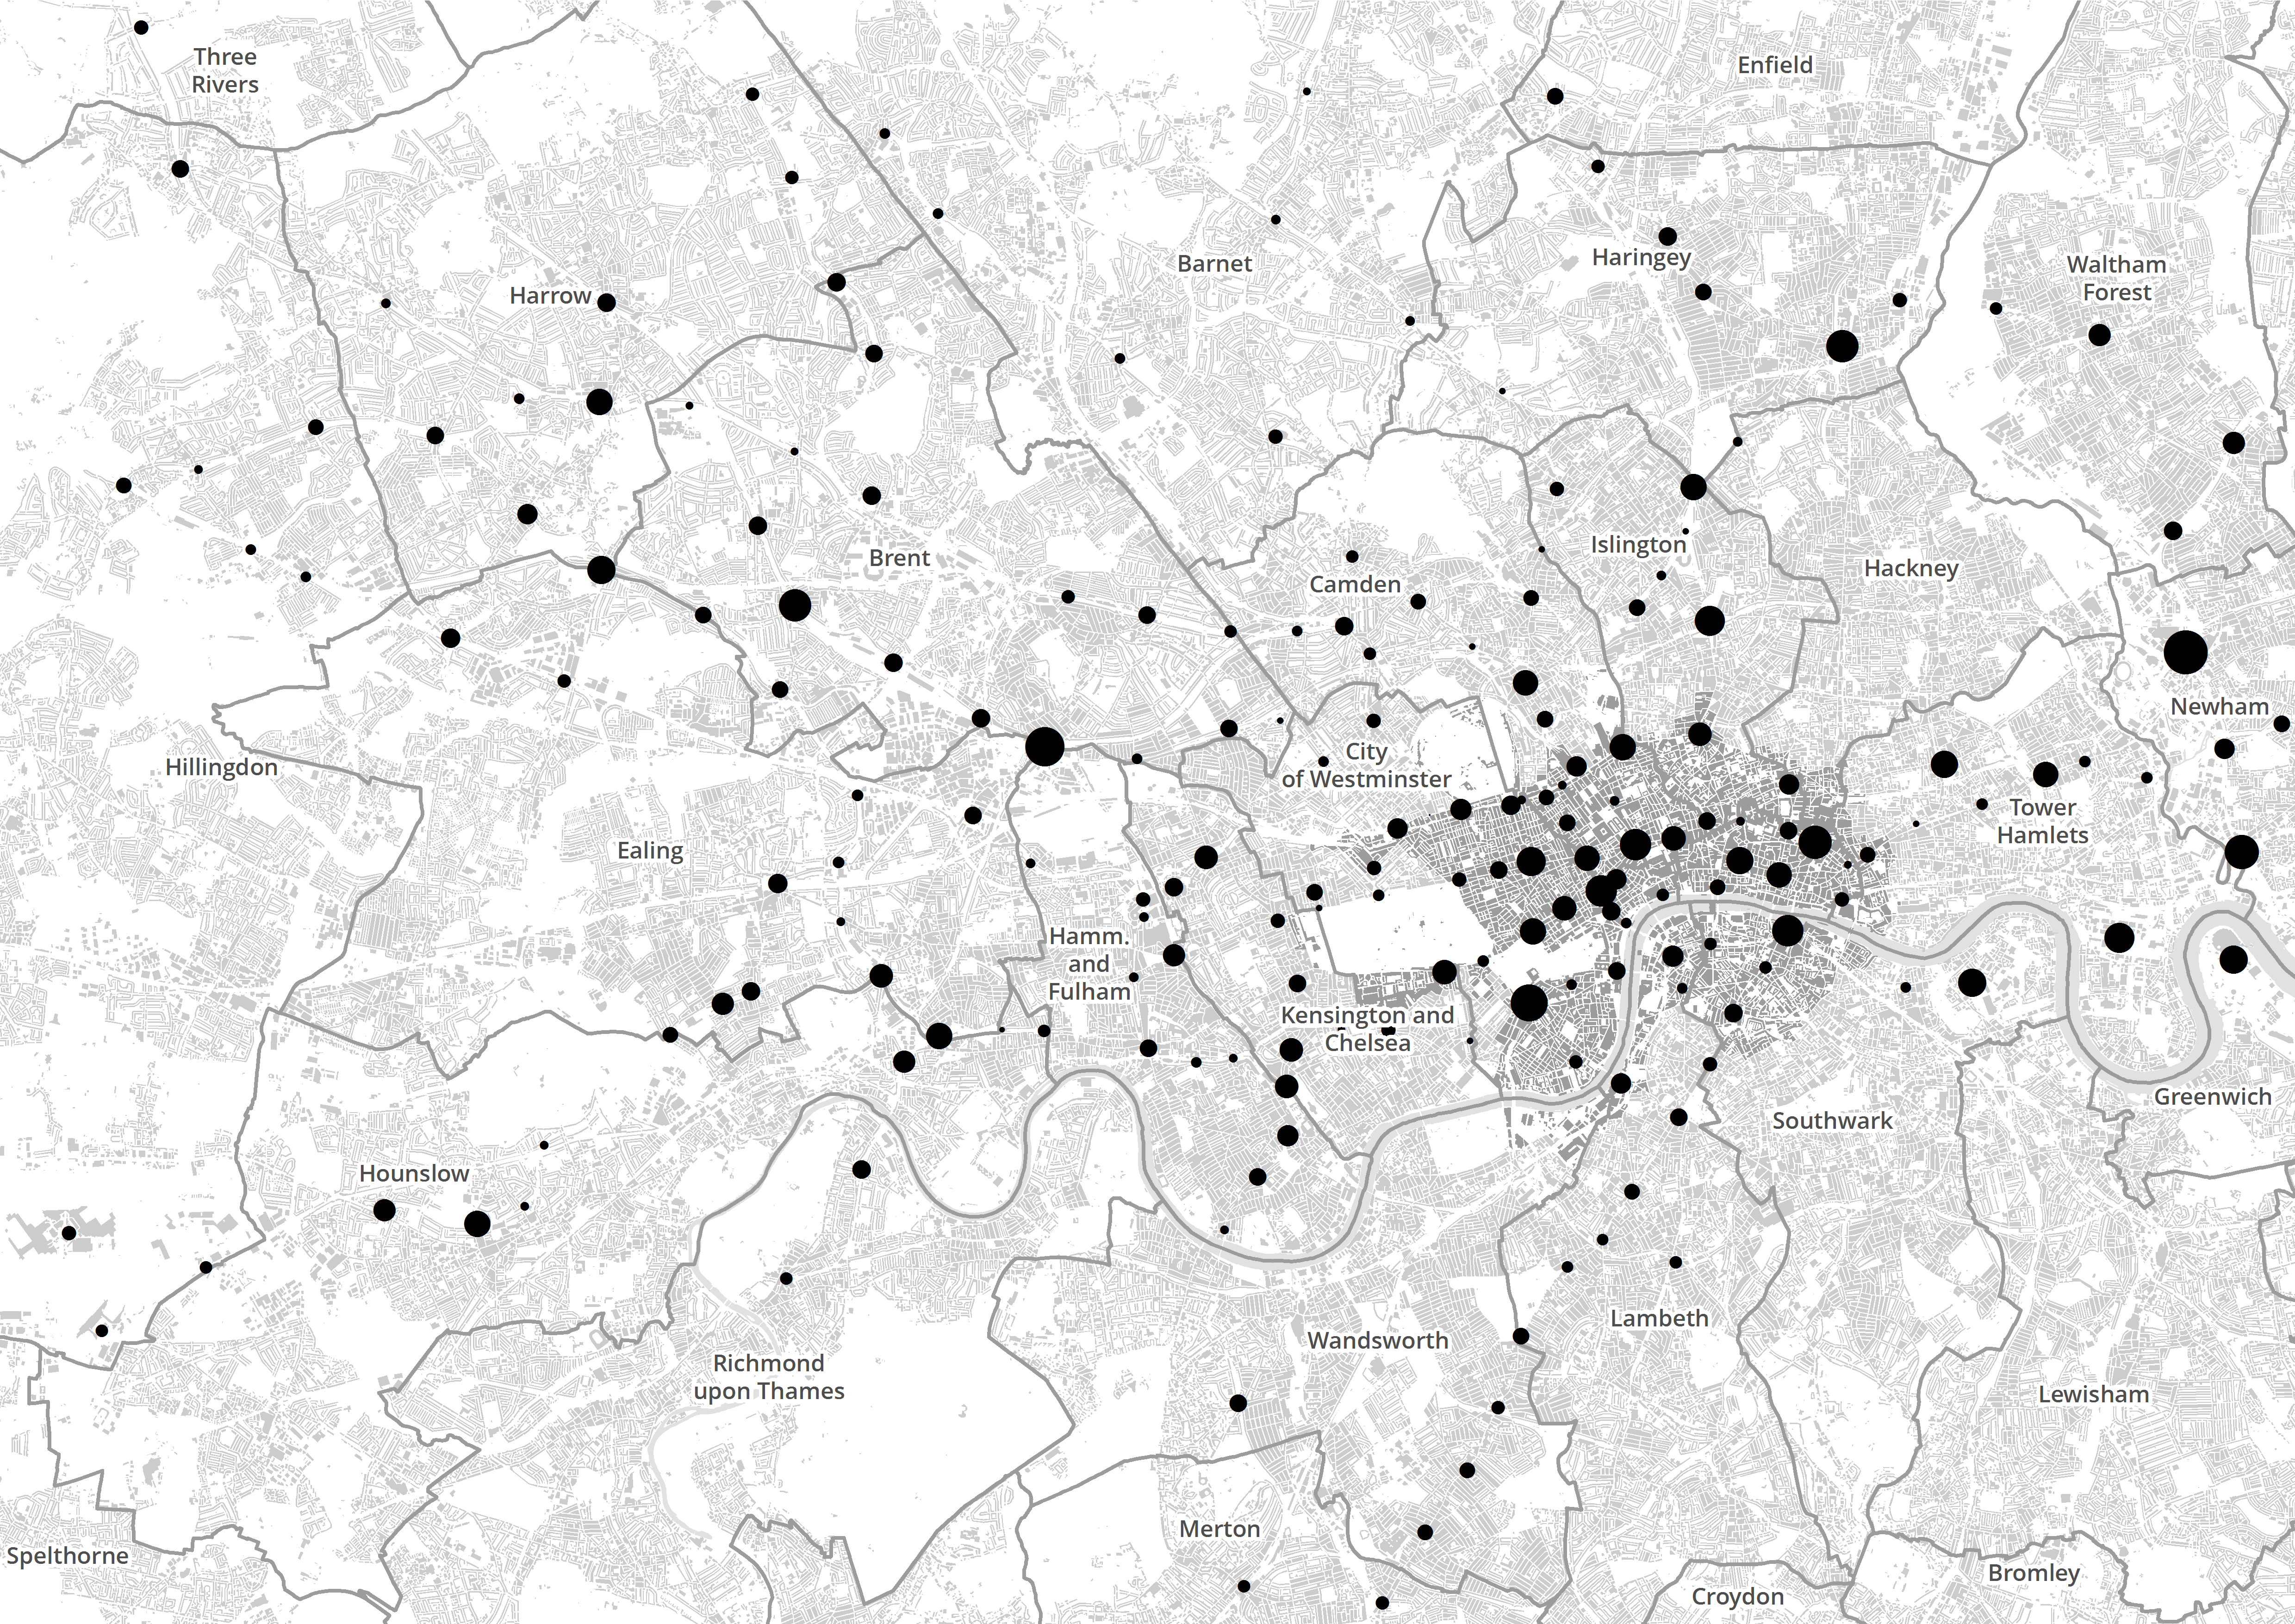 Three
Rivers
Enfield
Harrow
Barnet
Haringey
Waltham
Forest
Brent
Camden
Islington
Hackney
Newham
Hillingdon
City
of Westminster
Ealing
Tower
Hamlets
Hamm.
and
Fulham
Kensington and
Chelsea
Greenwich
Southwark
Hounslow
Lambeth
Wandsworth
Richmond
upon Thames
Lewisham
Merton
Spelthorne
Croydon
Bromley